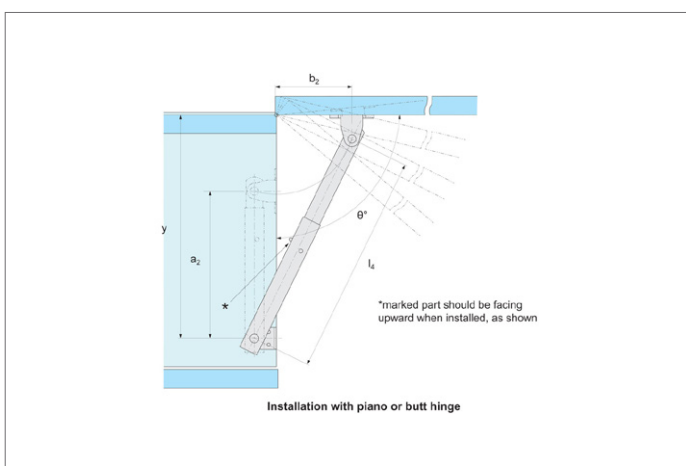 b₂
y
a₂
θ°
l₄
*
*marked part should be facing
upward when installed, as shown
Installation with piano or butt hinge